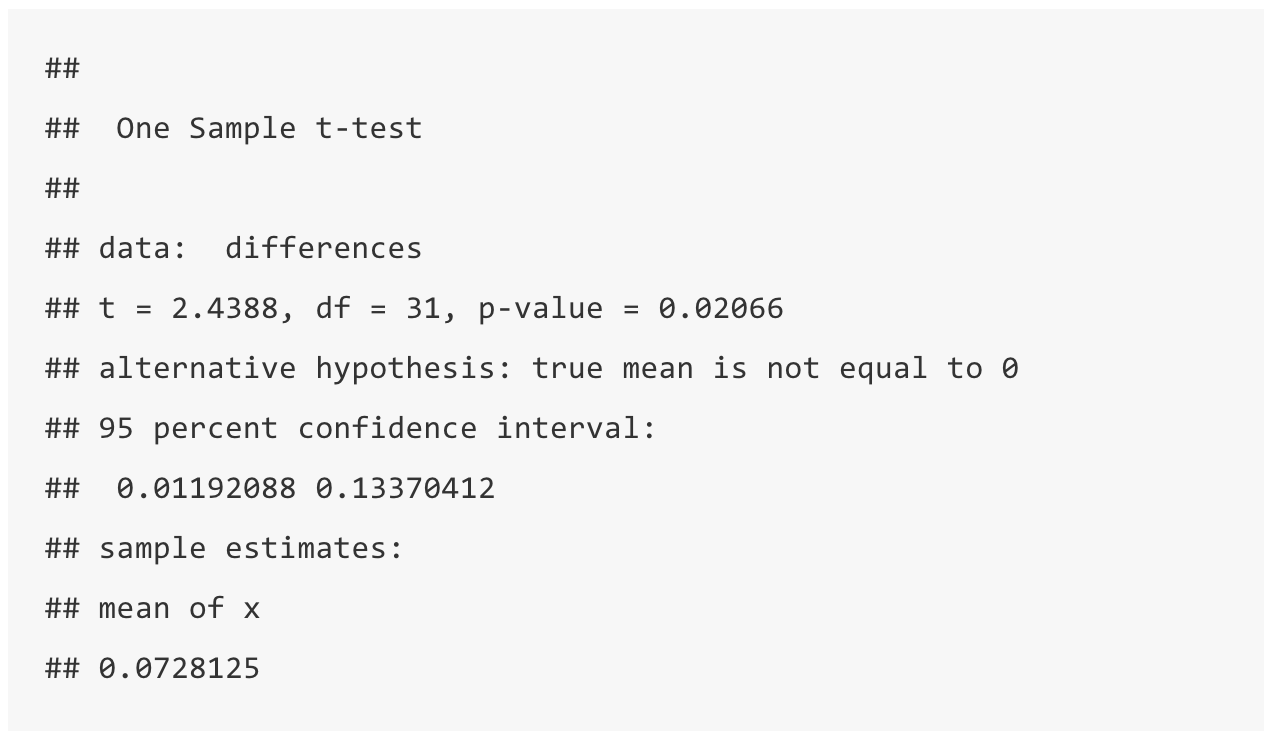 ##
##  One Sample t-test
##
## data:  differences
## t = 2.4388, df = 31, p-value = 0.02066
## alternative hypothesis: true mean is not equal to 0
## 95 percent confidence interval:
##  0.01192088 0.13370412
## sample estimates:
## mean of x
## 0.0728125